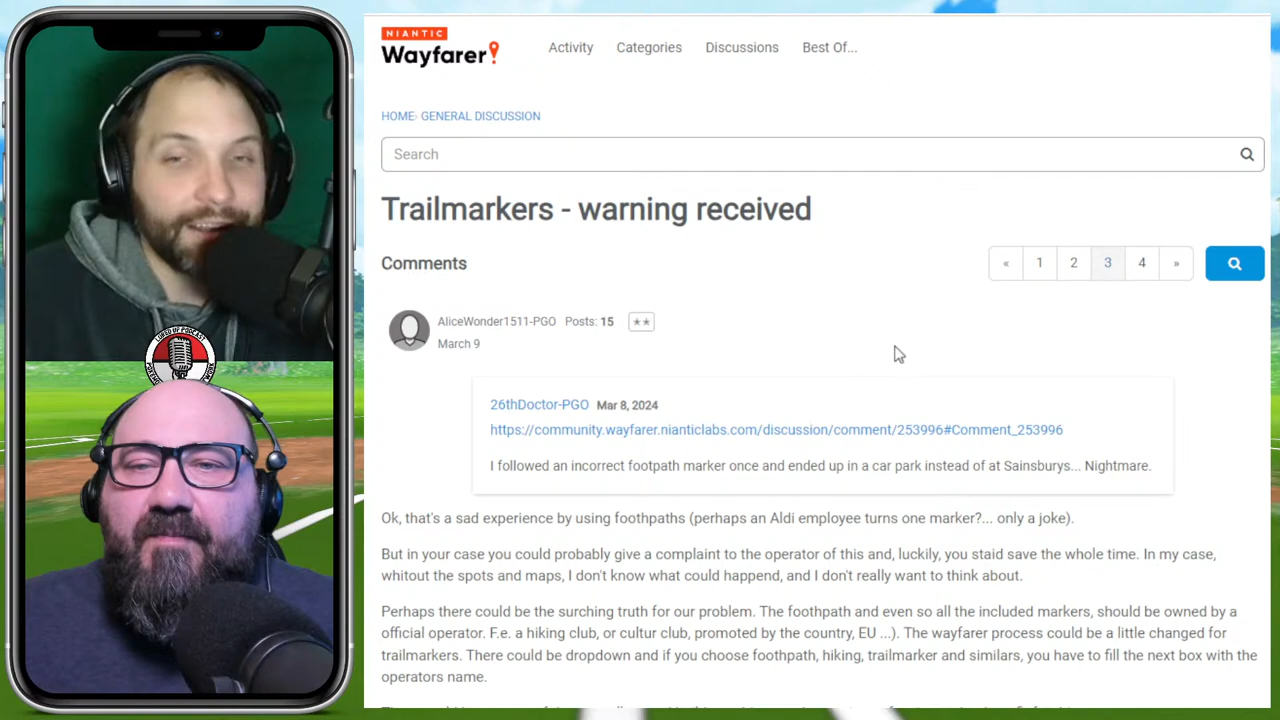 LURED UP PODCAST
NIANTIC
Wayfarer
Activity Categories Discussions Best Of...
HOME › GENERAL DISCUSSION
Search
Trailmarkers - warning received
Comments
« 1 2 3 4 »
AliceWonder1511-PGO Posts: 15 ★★
March 9
26thDoctor-PGO Mar 8, 2024
https://community.wayfarer.nianticlabs.com/discussion/comment/253996#Comment_253996
I followed an incorrect footpath marker once and ended up in a car park instead of at Sainsburys... Nightmare.
Ok, that's a sad experience by using foothpaths (perhaps an Aldi employee turns one marker?... only a joke).
But in your case you could probably give a complaint to the operator of this and, luckily, you staid save the whole time. In my case,
whitout the spots and maps, I don't know what could happend, and I don't really want to think about.
Perhaps there could be the surching truth for our problem. The foothpath and even so all the included markers, should be owned by a
official operator. F.e. a hiking club, or cultur club, promoted by the country, EU ...). The wayfarer process could be a little changed for
trailmarkers. There could be dropdown and if you choose foothpath, hiking, trailmarker and similars, you have to fill the next box with the
operators name.